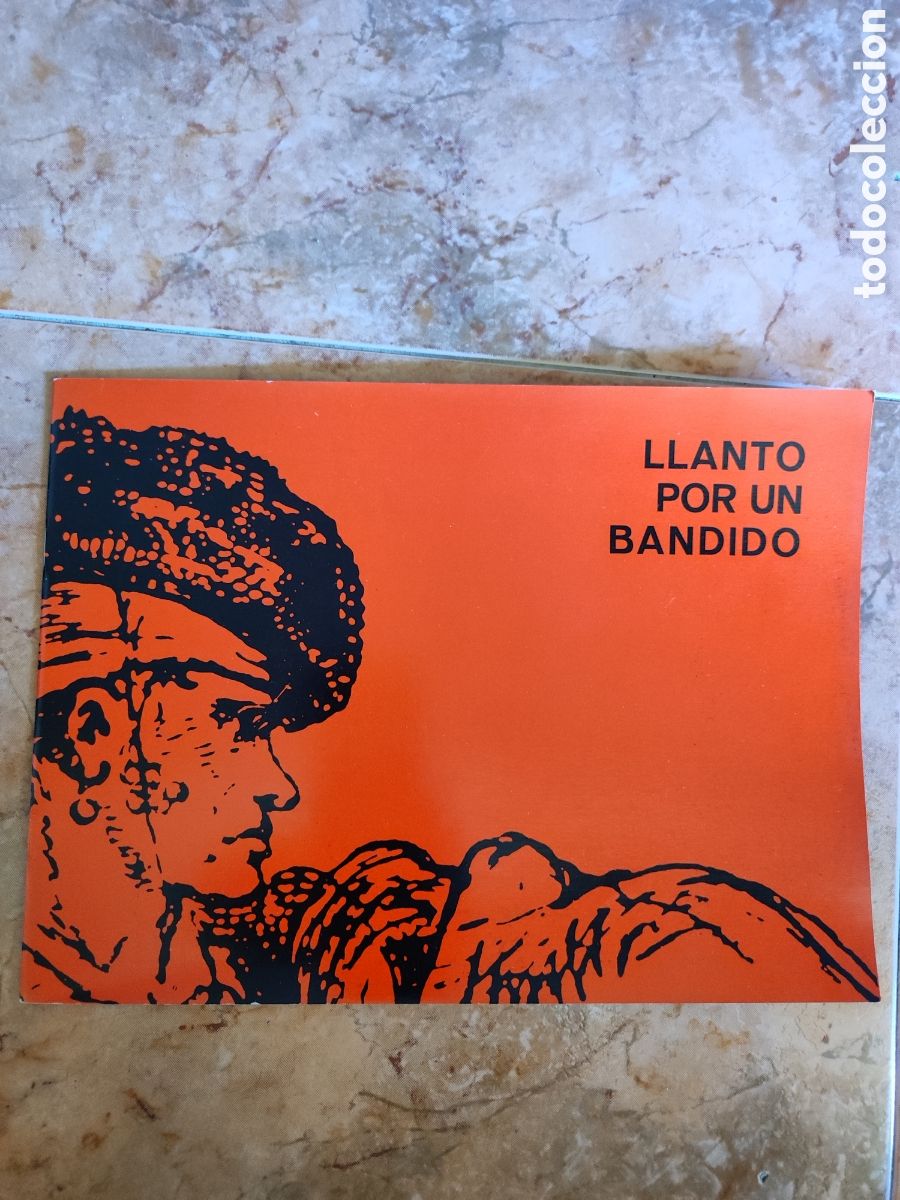 LLANTO
POR UN
BANDIDO
todocoleccion